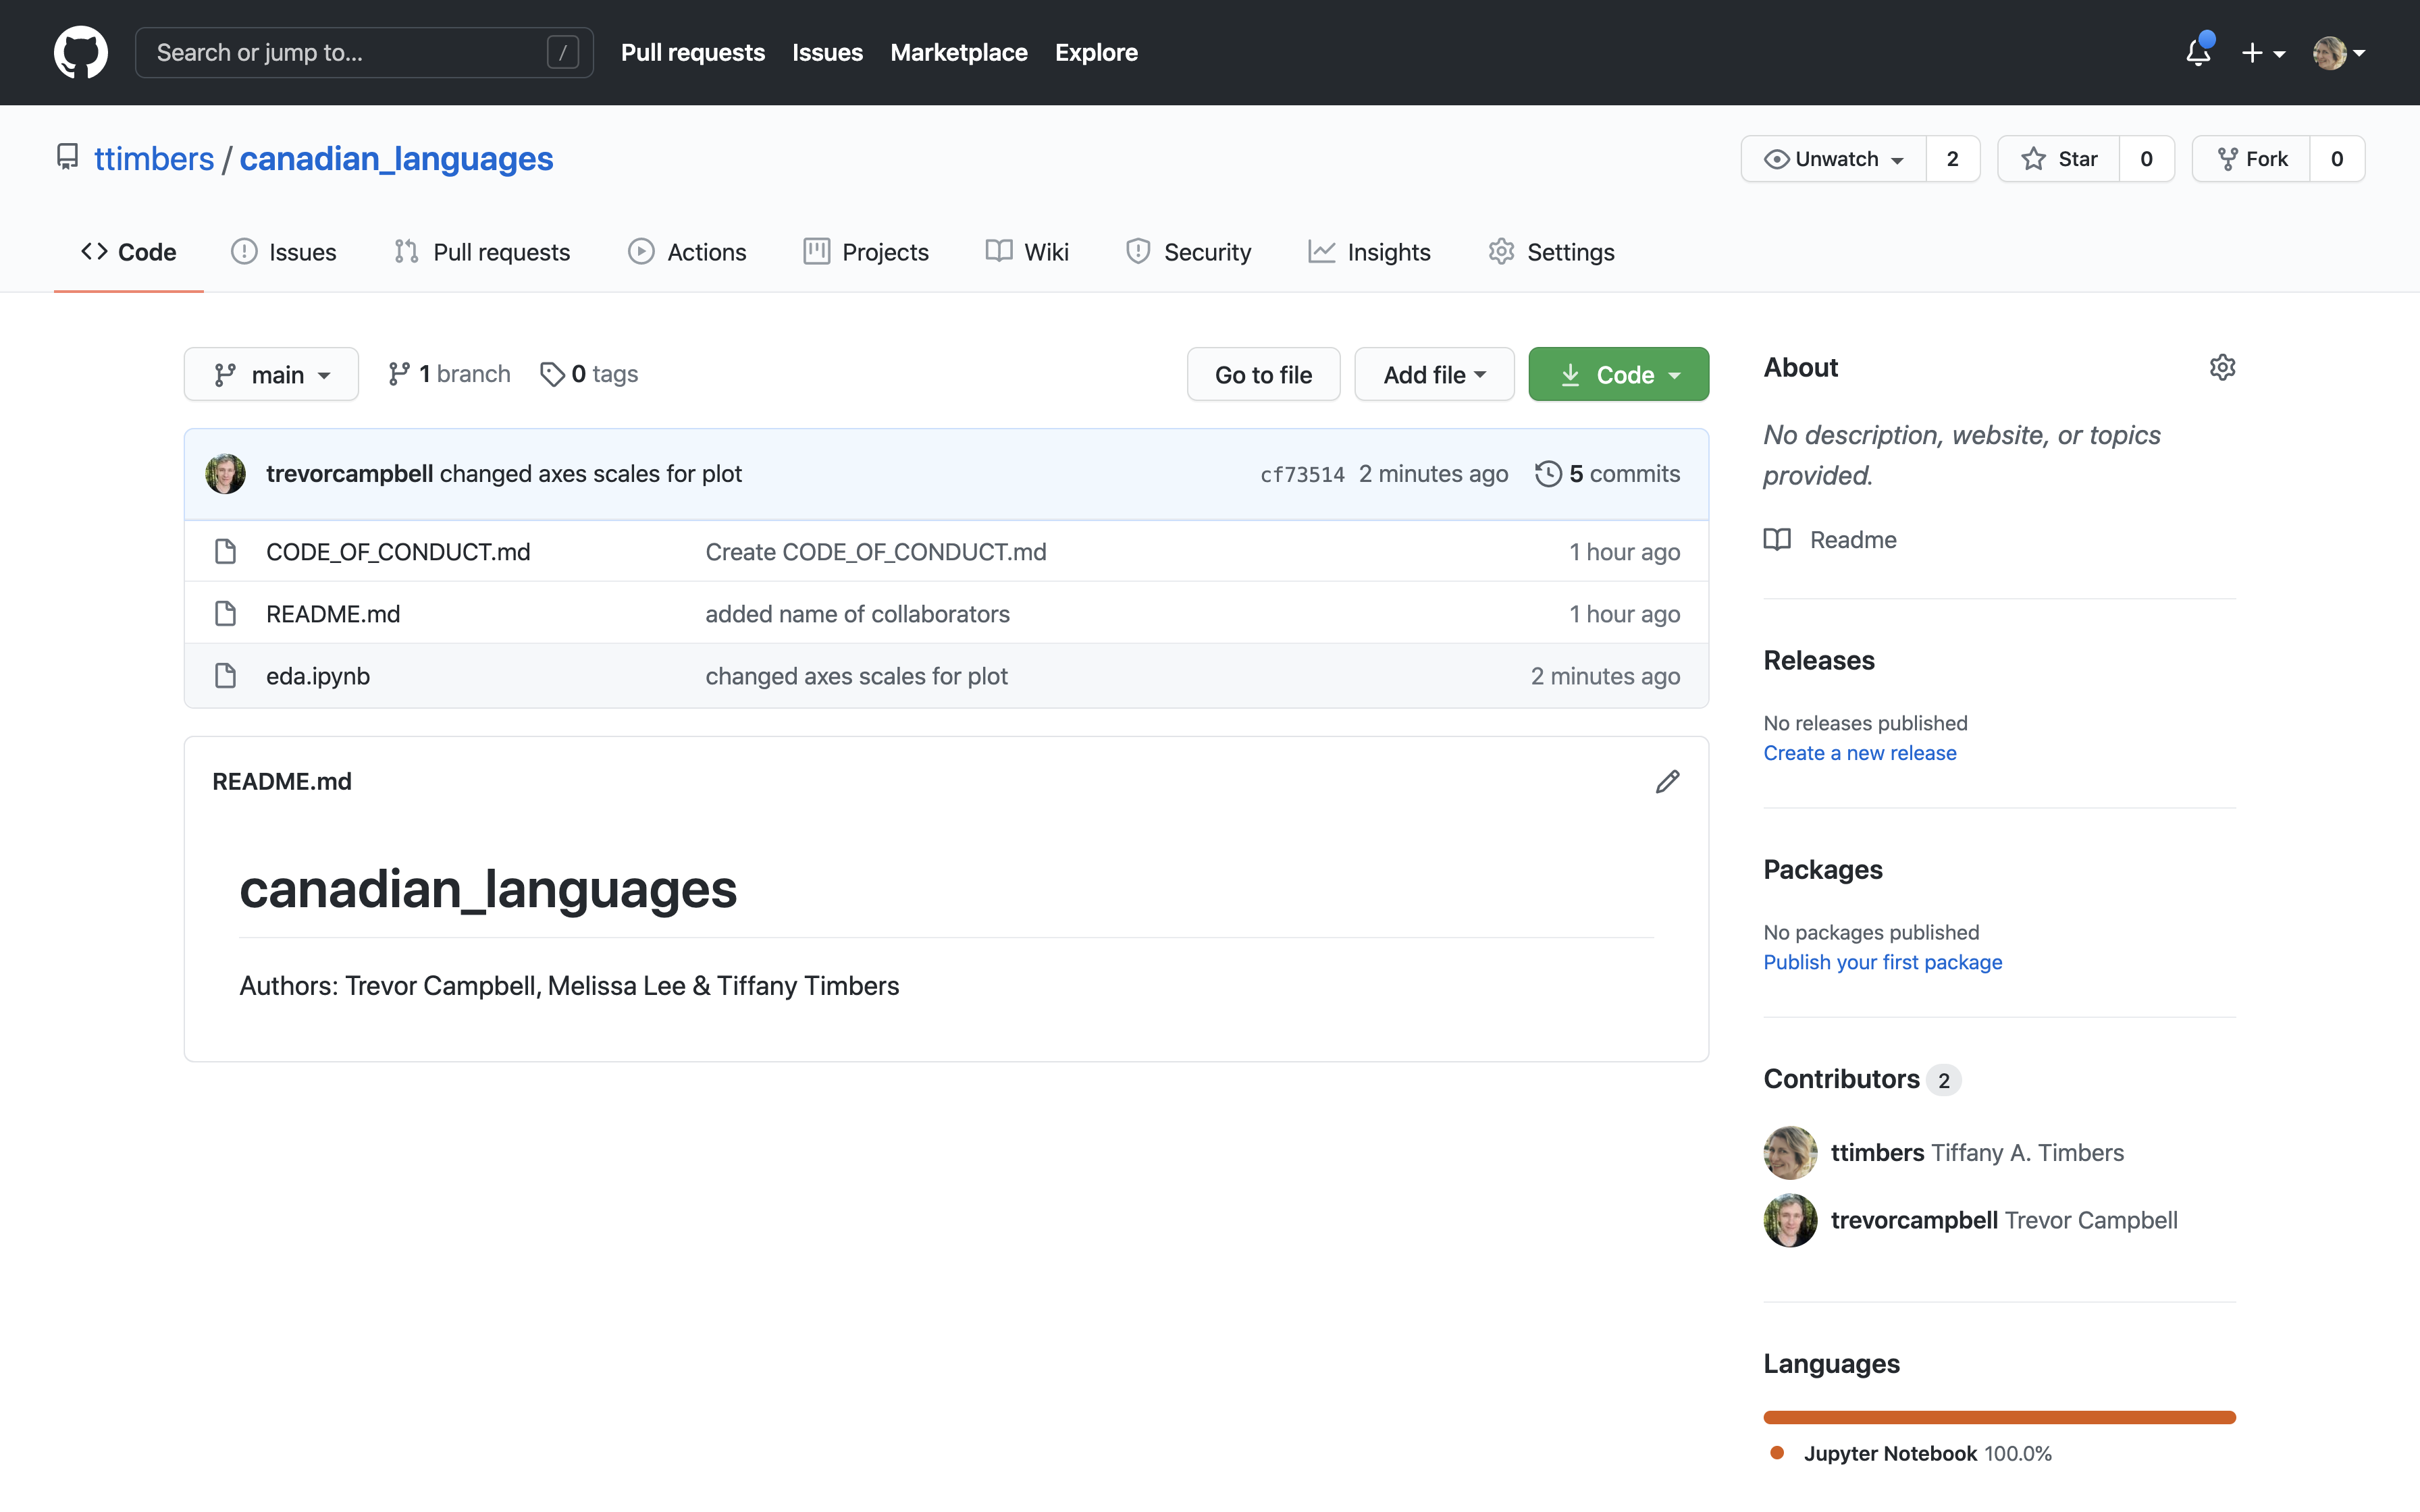 Search or jump to... /
Pull requests Issues Marketplace Explore
ttimbers / canadian_languages
Unwatch 2 Star 0 Fork 0
Code Issues Pull requests Actions Projects Wiki Security Insights Settings
main 1 branch 0 tags Go to file Add file Code
trevorcampbell changed axes scales for plot cf73514 2 minutes ago 5 commits
CODE_OF_CONDUCT.md Create CODE_OF_CONDUCT.md 1 hour ago
README.md added name of collaborators 1 hour ago
eda.ipynb changed axes scales for plot 2 minutes ago
README.md
canadian_languages
Authors: Trevor Campbell, Melissa Lee & Tiffany Timbers
About
No description, website, or topics
provided.
Readme
Releases
No releases published
Create a new release
Packages
No packages published
Publish your first package
Contributors 2
ttimbers Tiffany A. Timbers
trevorcampbell Trevor Campbell
Languages
Jupyter Notebook 100.0%